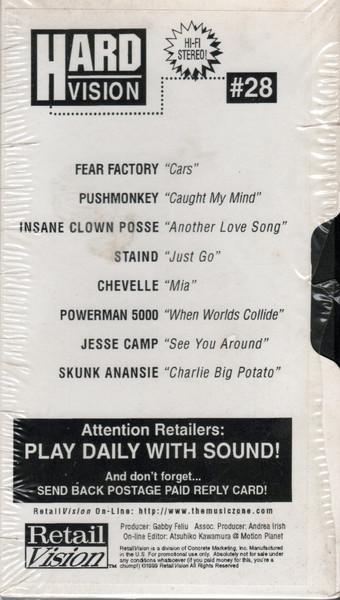 HARD
VISION
HI-FI
STEREO!
#28
FEAR FACTORY "Cars"
PUSHMONKEY "Caught My Mind"
INSANE CLOWN POSSE "Another Love Song"
STAIND "Just Go"
CHEVELLE "Mia"
POWERMAN 5000 "When Worlds Collide"
JESSE CAMP "See You Around"
SKUNK ANANSIE "Charlie Big Potato"
Attention Retailers:
PLAY DAILY WITH SOUND!
And don't forget...
SEND BACK POSTAGE PAID REPLY CARD!
RetailVision On-Line: http://www.themusiczone.com
Retail
Vision™
Producer: Gabby Feliu Assoc. Producer: Andrea Irish
On-line Editor: Atsuhiko Kawamura @ Motion Planet
RetailVision is a division of Concrete Marketing, Inc. Manufactured
in the U.S. For promotional use only. Absolutely not for sale under
any conditions whatsoever (if you paid money for this, you're a
chump!) ©1999 RetailVision All Rights Reserved